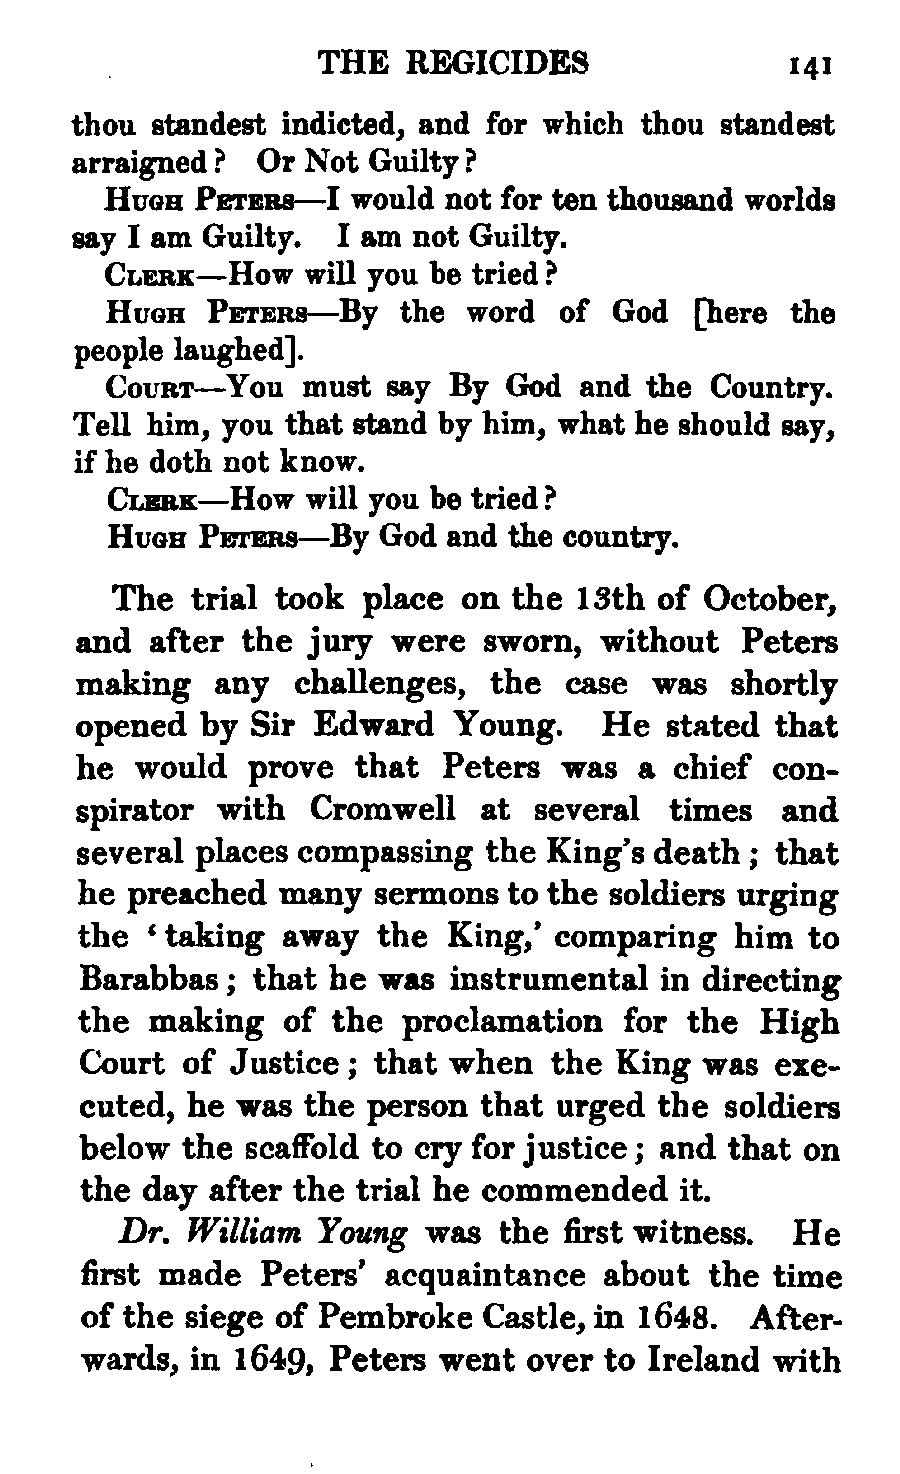 THE REGICIDES 141
thou standest indicted, and for which thou standest
arraigned? Or Not Guilty?
HUGH PETERS—I would not for ten thousand worlds
say I am Guilty. I am not Guilty.
CLERK—How will you be tried?
HUGH PETERS—By the word of God [here the
people laughed].
COURT—You must say By God and the Country.
Tell him, you that stand by him, what he should say,
if he doth not know.
CLERK—How will you be tried?
HUGH PETERS—By God and the country.
The trial took place on the 13th of October,
and after the jury were sworn, without Peters
making any challenges, the case was shortly
opened by Sir Edward Young. He stated that
he would prove that Peters was a chief con-
spirator with Cromwell at several times and
several places compassing the King's death; that
he preached many sermons to the soldiers urging
the 'taking away the King,' comparing him to
Barabbas; that he was instrumental in directing
the making of the proclamation for the High
Court of Justice; that when the King was exe-
cuted, he was the person that urged the soldiers
below the scaffold to cry for justice; and that on
the day after the trial he commended it.
Dr. William Young was the first witness. He
first made Peters' acquaintance about the time
of the siege of Pembroke Castle, in 1648. After-
wards, in 1649, Peters went over to Ireland with